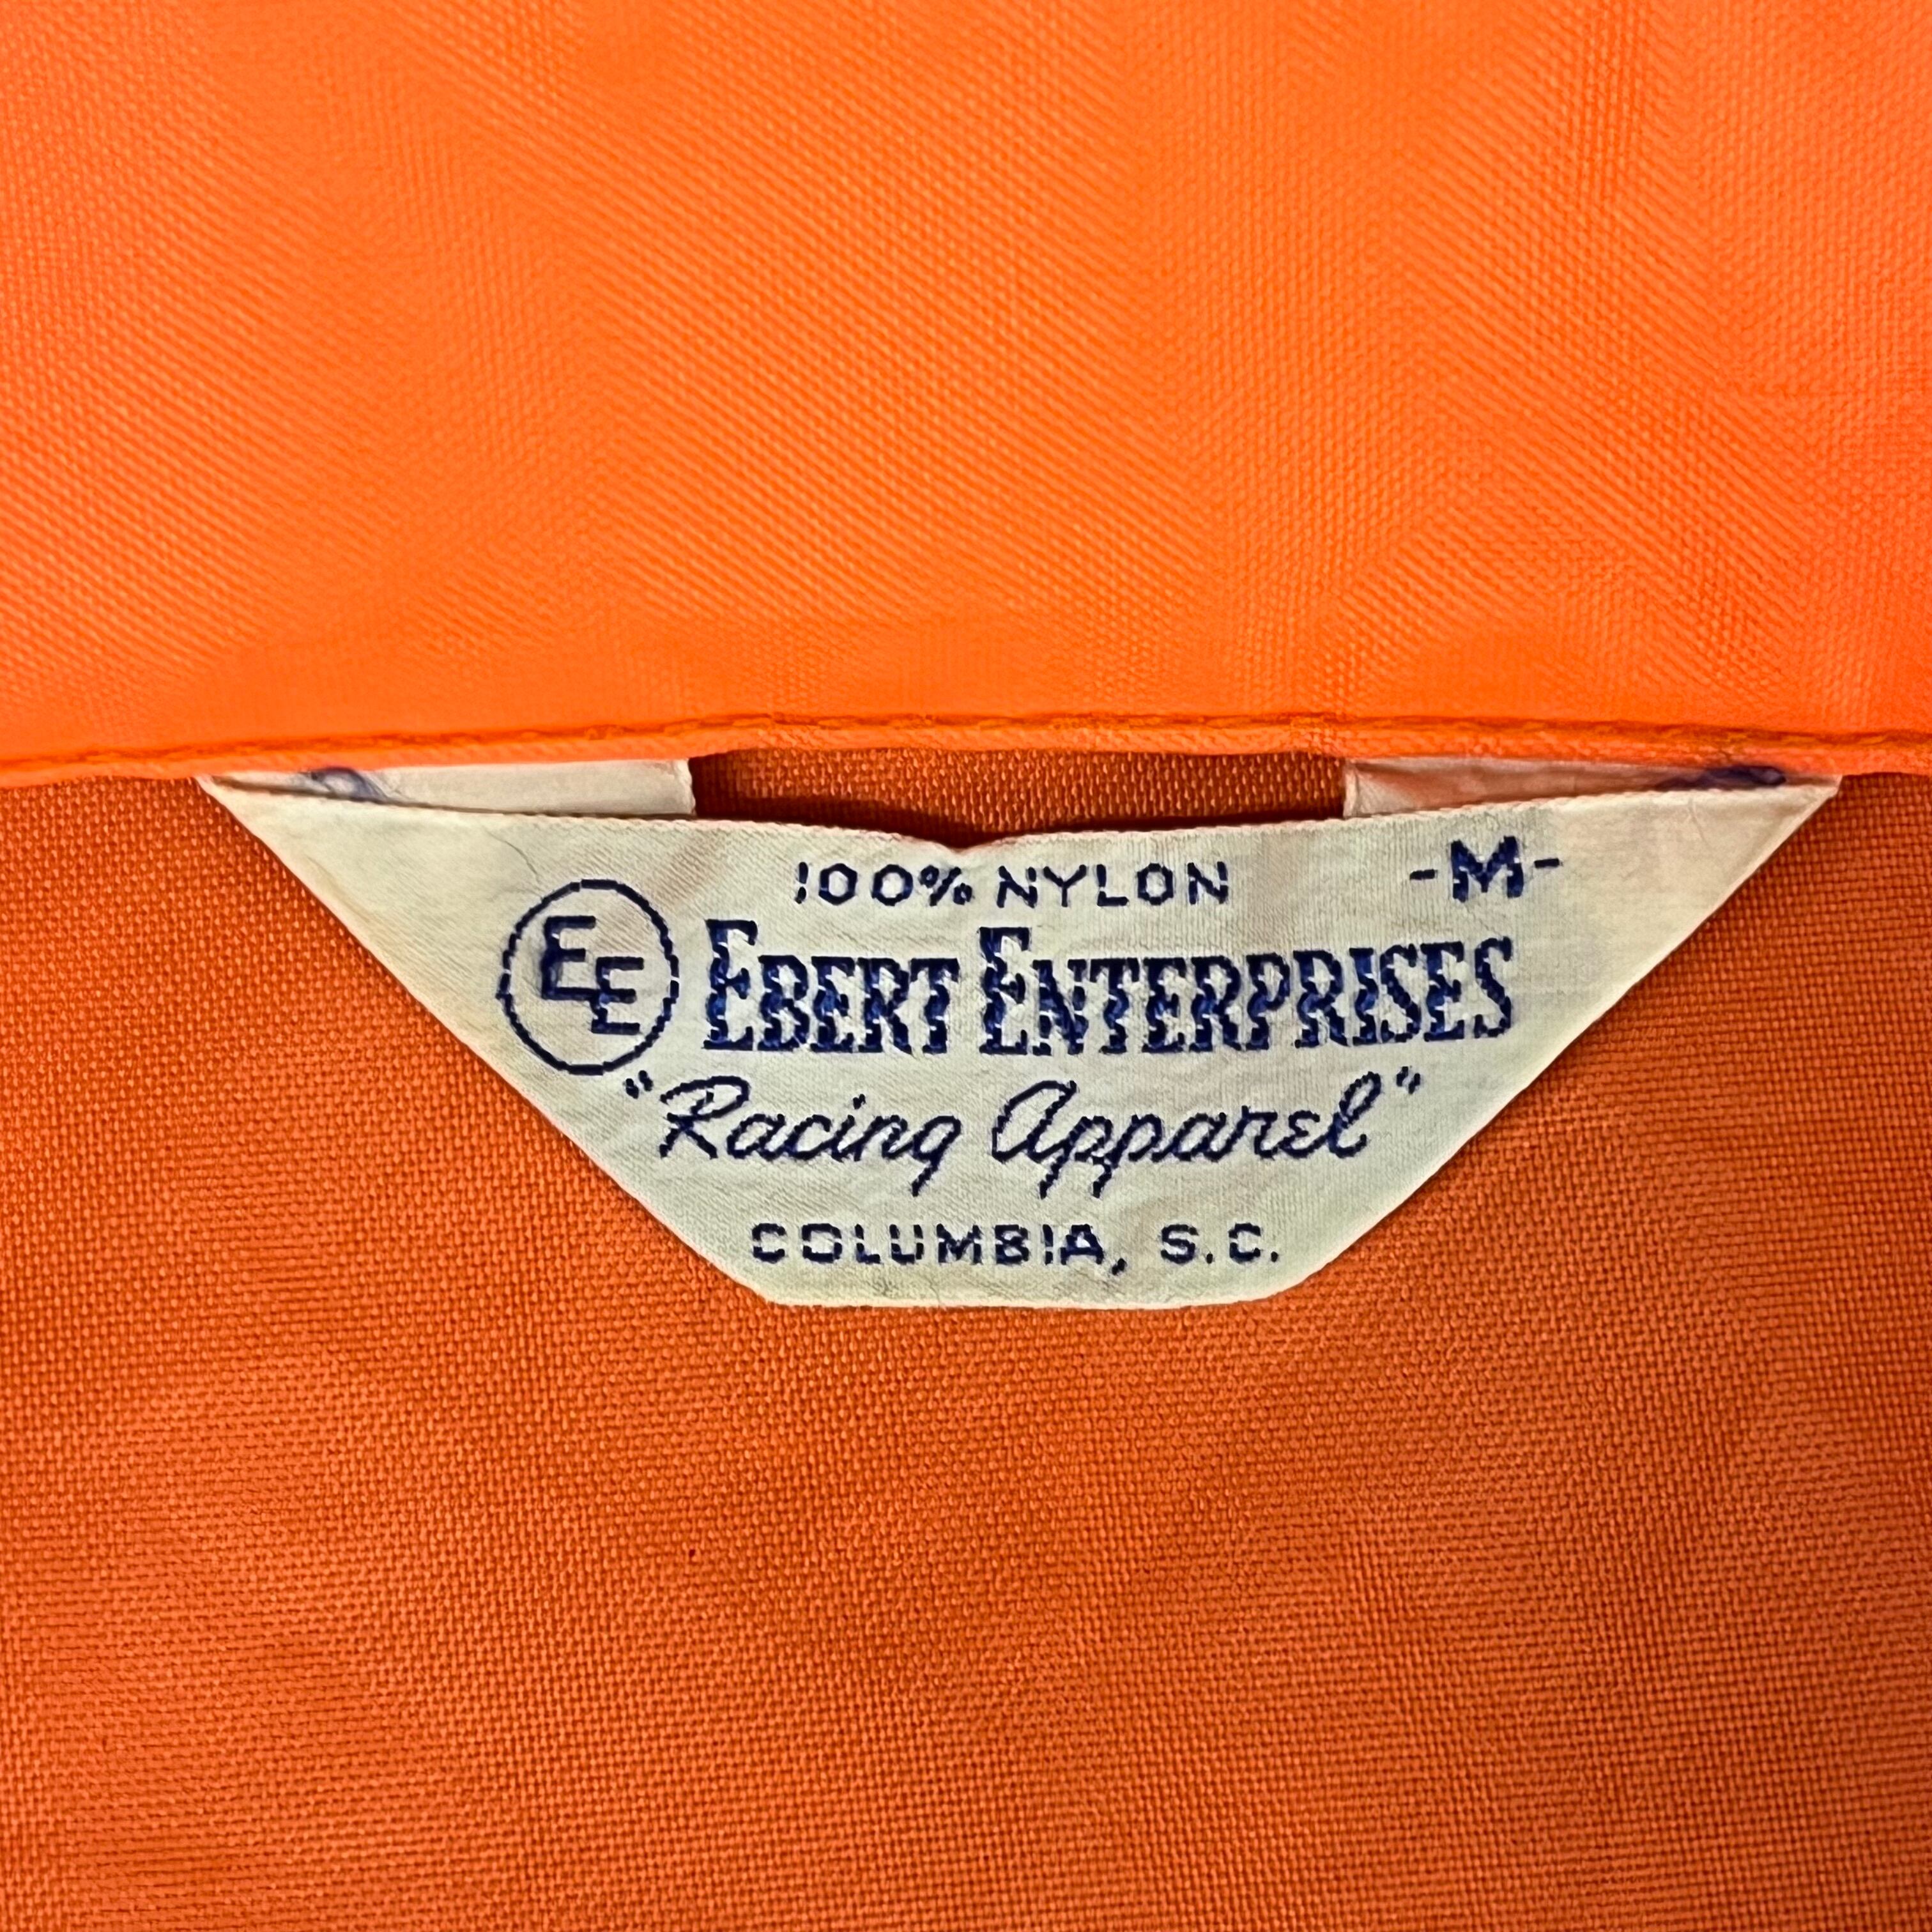 100% NYLON -M-
EE EBERT ENTERPRISES
"Racing Apparel"
COLUMBIA, S.C.